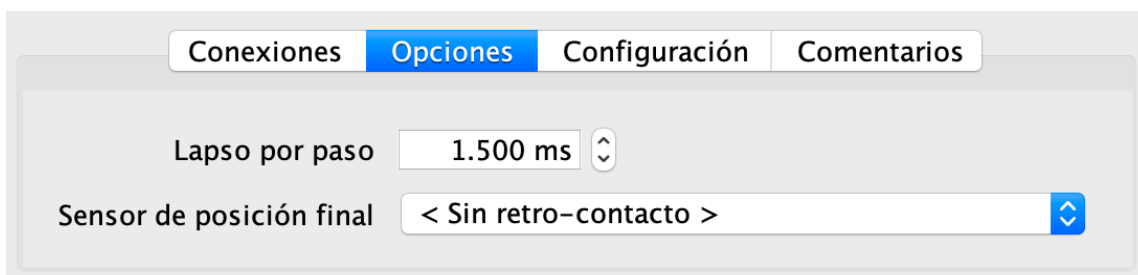 Conexiones Opciones Configuración Comentarios
Lapso por paso 1.500 ms
Sensor de posición final < Sin retro-contacto >